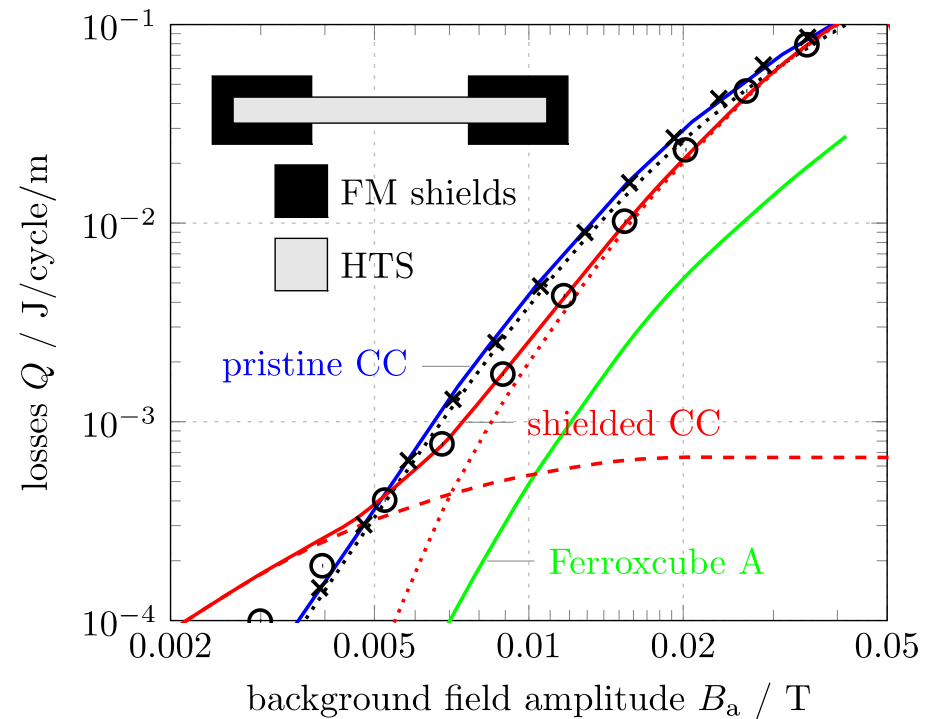 10⁻¹
10⁻²
10⁻³
10⁻⁴
losses Q / J/cycle/m
FM shields
HTS
pristine CC
shielded CC
Ferroxcube A
0.002 0.005 0.01 0.02 0.05
background field amplitude Bₐ / T